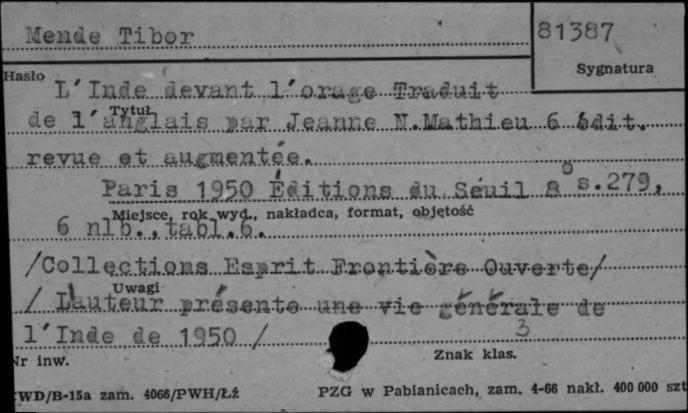 Mende Tibor
81387
Hasło
Sygnatura
L'Inde devant l'orage Traduit
Tytuł
de l'anglais par Jeanne N.Mathieu 6 édit.
revue et augmentée.
Paris 1950 Éditions du Seuil 8° s.279,
Miejsce, rok wyd., nakładca, format, objętość
6 nlb.,tabl.6.
/Collections Esprit Frontière Ouverte/
Uwagi
/ Láuteur présente une vie générale de
l'Inde de 1950 /
3
Nr inw.
Znak klas.
WD/B-15a zam. 4066/PWH/Łź
PZG w Pabianicach, zam. 4-66 nakł. 400 000 szt